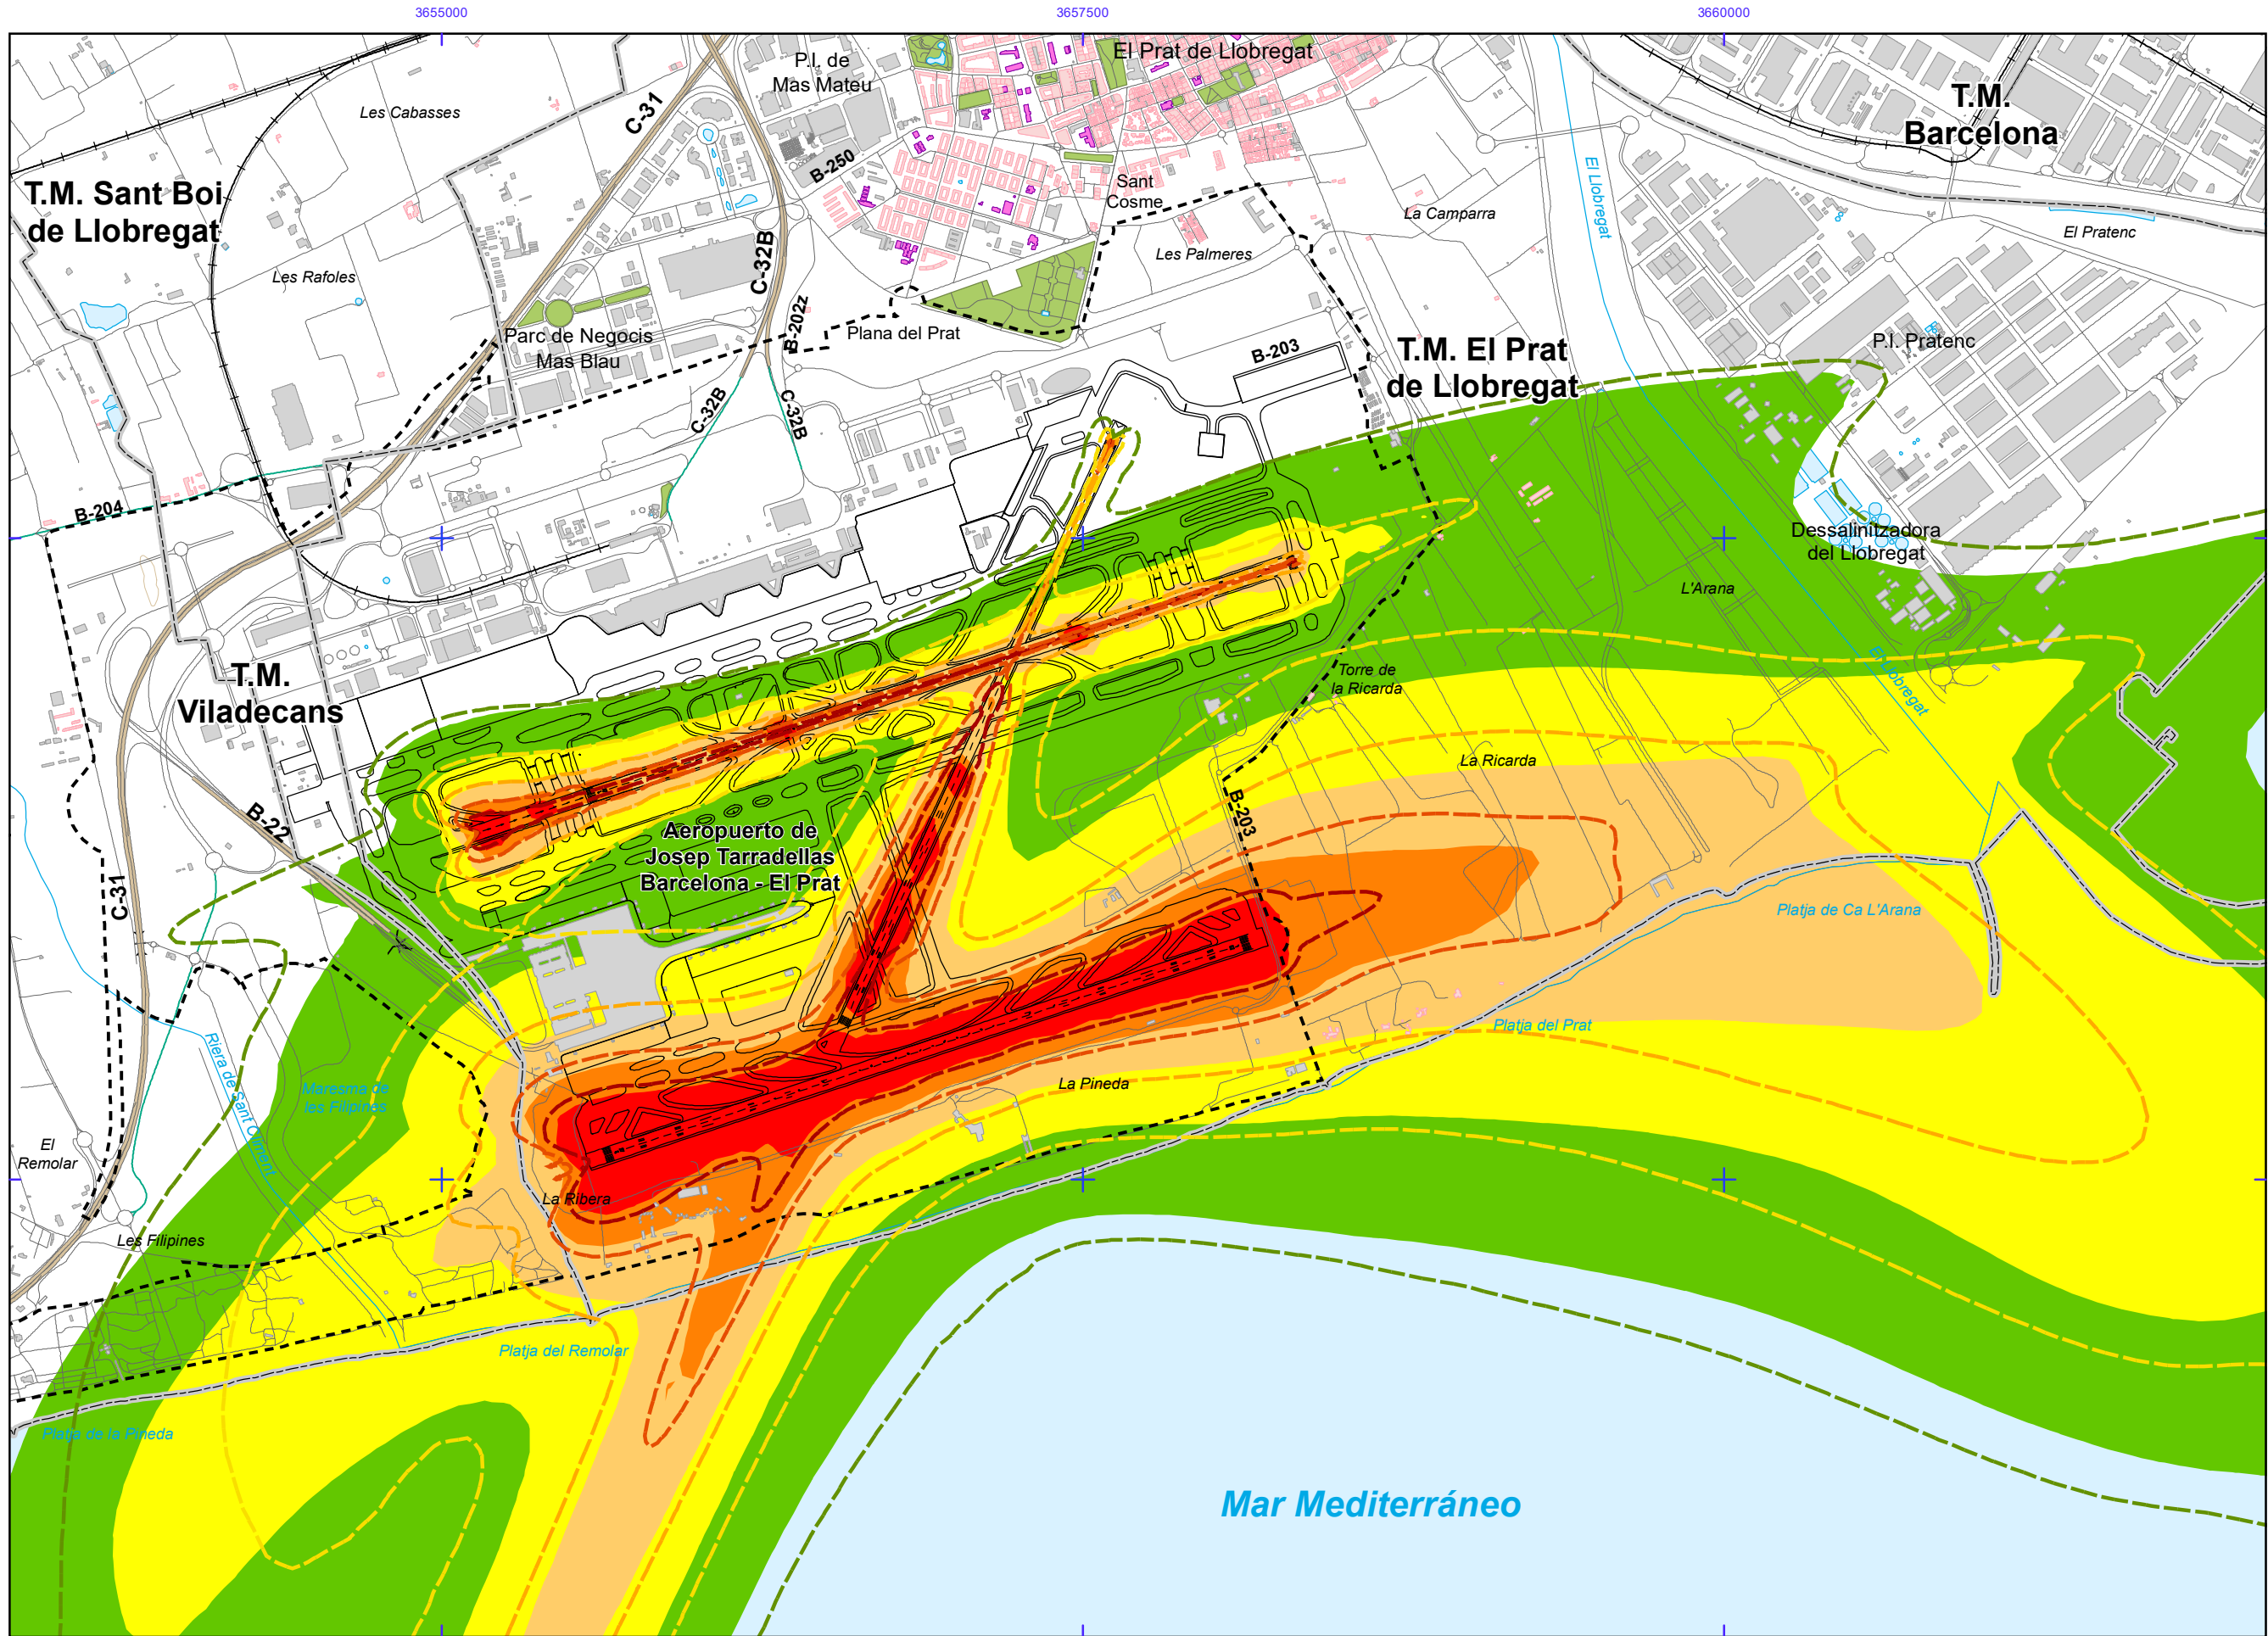 3655000
3657500
3660000
El Prat de Llobregat
P.I. de
Mas Mateu
Les Cabasses
C-31
T.M.
Barcelona
B-250
T.M. Sant Boi
de Llobregat
Sant
Cosme
El Llobregat
La Camparra
El Pratenc
Les Palmeres
Les Rafoles
C-32B
B-202z
Plana del Prat
Parc de Negocis
Mas Blau
B-203
T.M. El Prat
de Llobregat
P.I. Pratenc
C-32B
C-32B
B-204
Dessalinitzadora
del Llobregat
L'Arana
T.M.
Viladecans
Torre de
la Ricarda
El Llobregat
La Ricarda
B-22
B-203
Aeropuerto de
Josep Tarradellas
Barcelona - El Prat
C-31
Platja de Ca L'Arana
Platja del Prat
Riera de Sant Climent
Maresma de
les Filipines
La Pineda
El
Remolar
La Ribera
Les Filipines
Platja del Remolar
Platja de la Pineda
Mar Mediterráneo